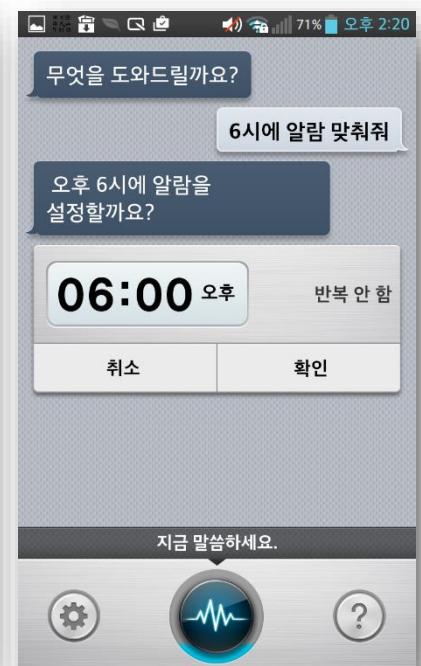 71% 오후 2:20
무엇을 도와드릴까요?
6시에 알람 맞춰줘
오후 6시에 알람을
설정할까요?
06:00 오후 반복 안 함
취소 확인
지금 말씀하세요.
?